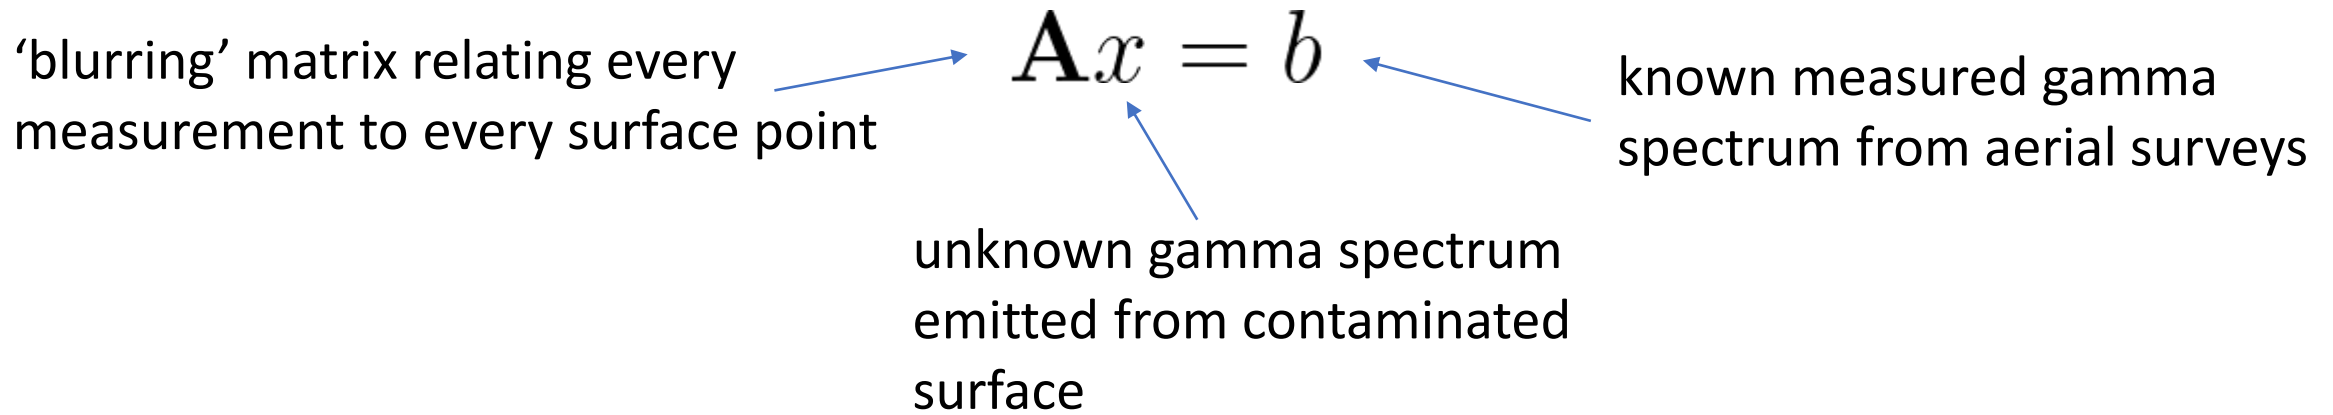 ‘blurring’ matrix relating every
measurement to every surface point
Ax = b
known measured gamma
spectrum from aerial surveys
unknown gamma spectrum
emitted from contaminated
surface